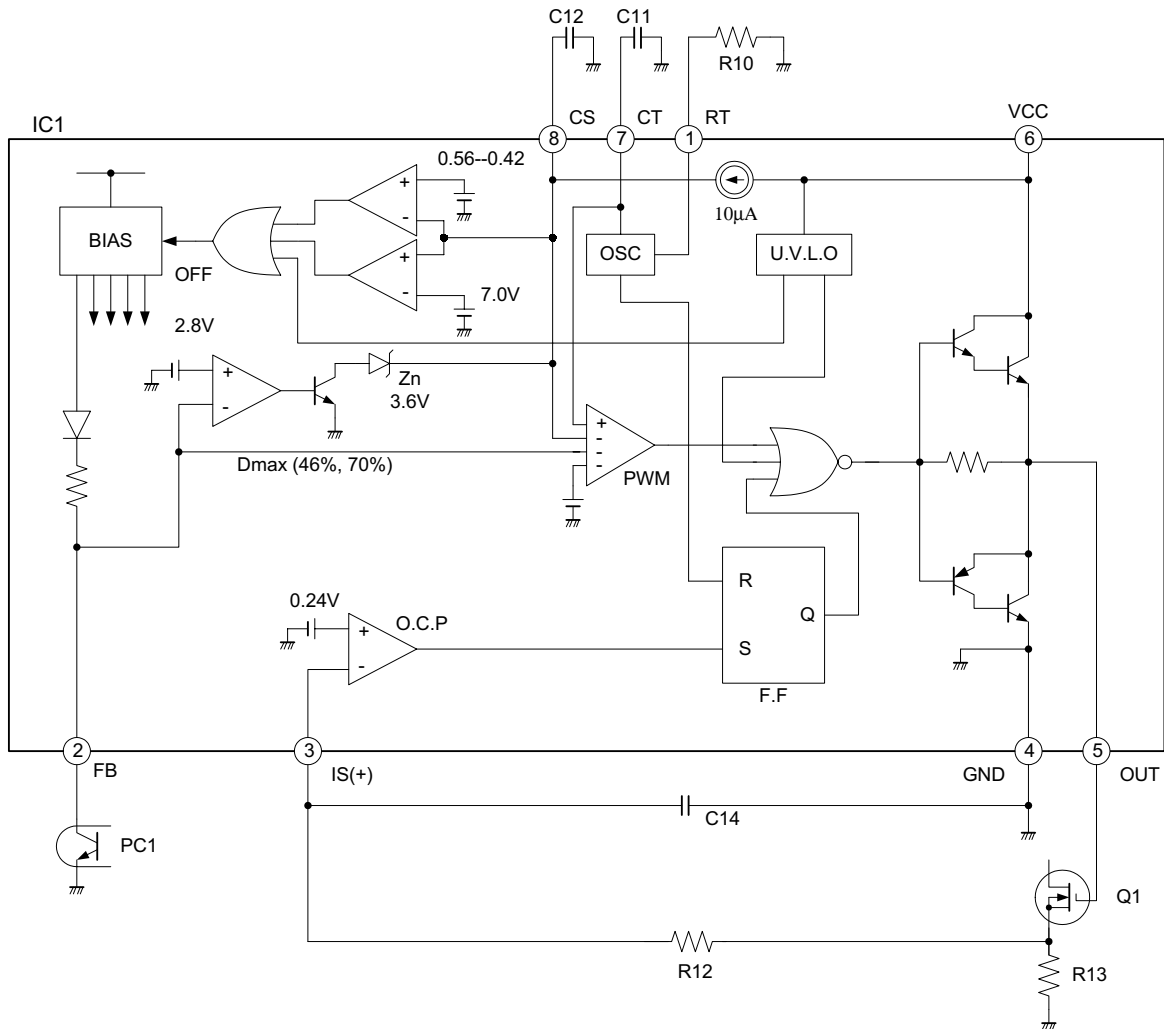 C12
C11
R10
IC1
CS
CT
RT
VCC
8
7
1
6
0.56--0.42
+
-
10μA
BIAS
OSC
U.V.L.O
OFF
+
-
7.0V
2.8V
+
-
Zn
3.6V
+
-
-
-
Dmax (46%, 70%)
PWM
R
Q
S
F.F
0.24V
O.C.P
+
-
2
FB
3
IS(+)
4
GND
5
OUT
C14
PC1
Q1
R12
R13